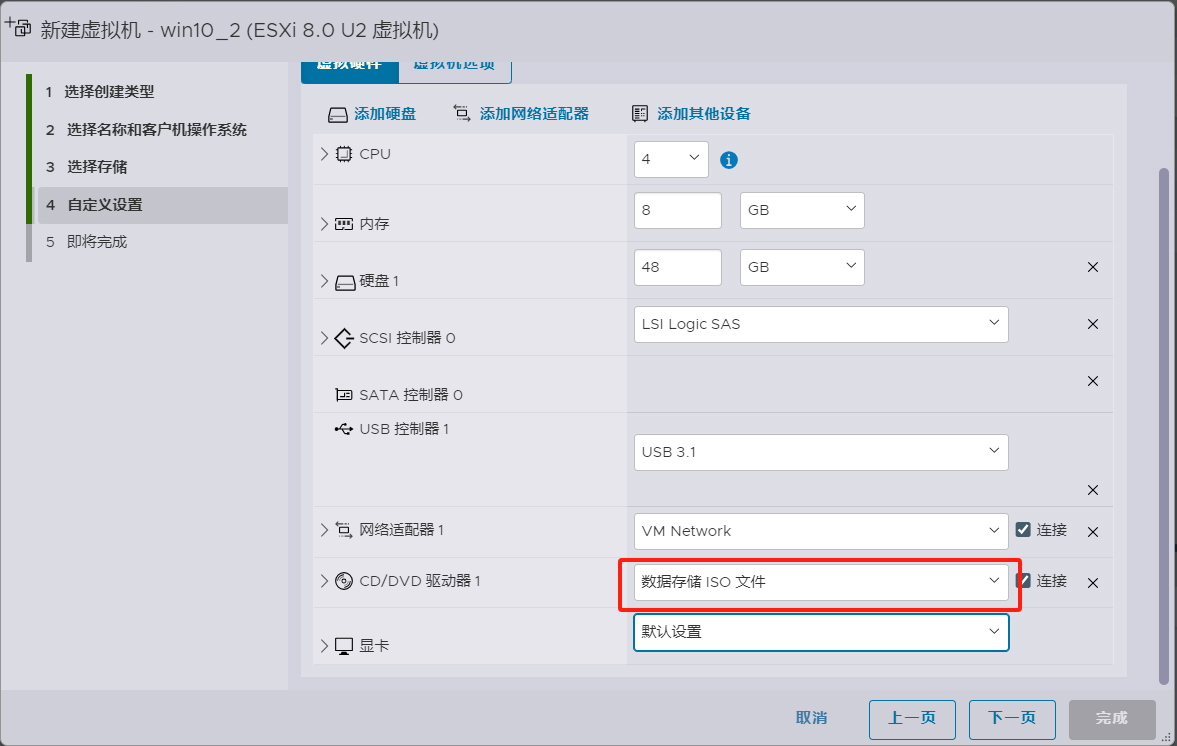 新建虚拟机 - win10_2 (ESXi 8.0 U2 虚拟机)
1 选择创建类型
2 选择名称和客户机操作系统
3 选择存储
4 自定义设置
5 即将完成
虚拟硬件 虚拟机选项
添加硬盘 添加网络适配器 添加其他设备
CPU 4
内存 8 GB
硬盘 1 48 GB
SCSI 控制器 0 LSI Logic SAS
SATA 控制器 0
USB 控制器 1 USB 3.1
网络适配器 1 VM Network 连接
CD/DVD 驱动器 1 数据存储 ISO 文件 连接
显卡 默认设置
取消 上一页 下一页 完成